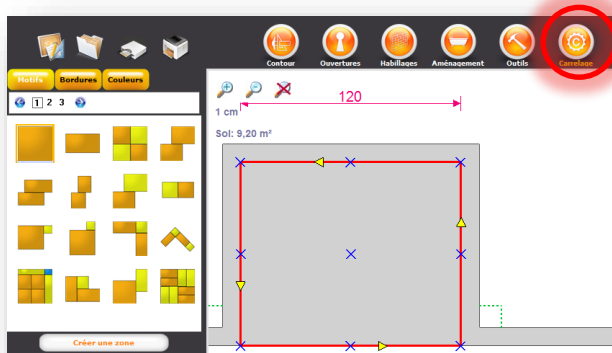 Contour Ouvertures Habillages Aménagement Outils Carrelage
Motifs Bordures Couleurs
1 2 3
1 cm
120
Sol: 9,20 m²
Créer une zone